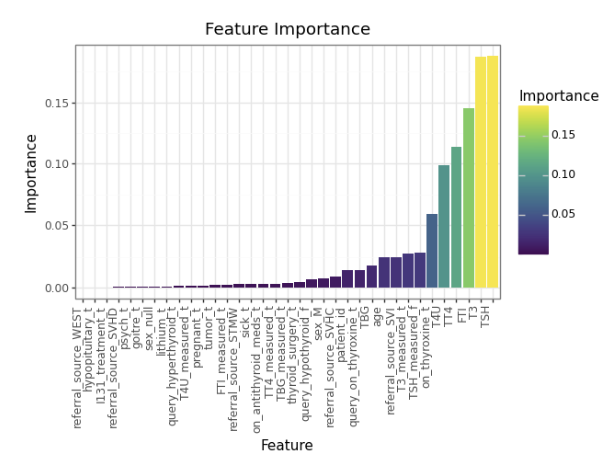 Feature Importance
Importance
0.15
0.10
0.05
0.00
Importance
0.15
0.10
0.05
referral_source_WEST
hypopituitary_t
I131_treatment_t
referral_source_SVHD
psych_t
goitre_t
sex_null
lithium_t
query_hyperthyroid_t
T4U_measured_t
pregnant_t
tumor_t
FTI_measured_t
referral_source_STMW
sick_t
on_antithyroid_meds_t
TT4_measured_t
TBG_measured_t
thyroid_surgery_t
query_hypothyroid_f
sex_M
referral_source_SVHC
patient_id
query_on_thyroxine_t
TBG
age
referral_source_SVI
T3_measured_t
TSH_measured_f
on_thyroxine_t
T4U
TT4
FTI
T3
TSH
Feature